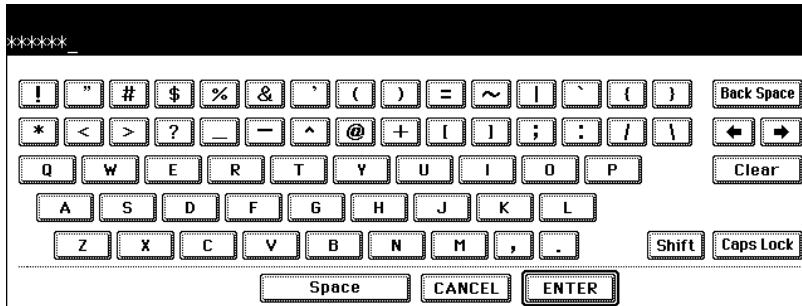 ******_
! " # $ % & ' ( ) = ~ | ` { } Back Space
* < > ? _ - ^ @ + [ ] ; : / \ ← →
Q W E R T Y U I O P Clear
A S D F G H J K L
Z X C V B N M , . Shift Caps Lock
Space CANCEL ENTER